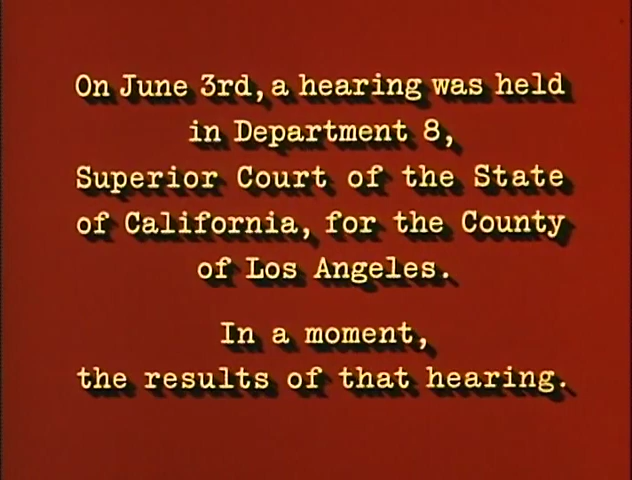 On June 3rd, a hearing was held
in Department 8,
Superior Court of the State
of California, for the County
of Los Angeles.
In a moment,
the results of that hearing.